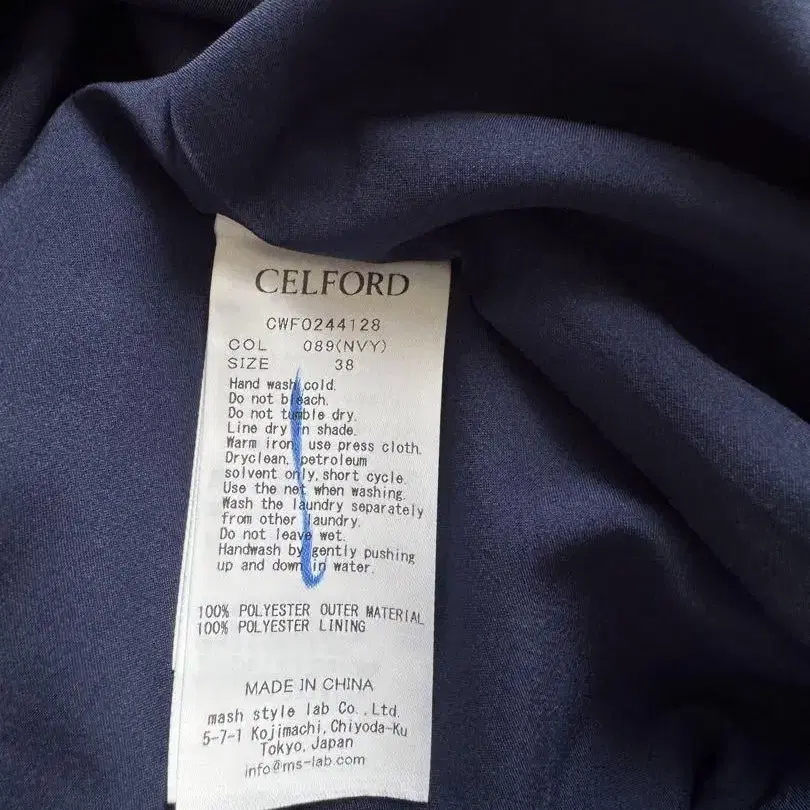 CELFORD
CWF0244128
COL 089(NVY)
SIZE 38
Hand wash cold.
Do not bleach.
Do not tumble dry.
Line dry in shade.
Warm iron, use press cloth.
Dryclean, petroleum
solvent only,short cycle.
Use the net when washing.
Wash the laundry separately
from other laundry.
Do not leave wet.
Handwash by gently pushing
up and down in water.
100% POLYESTER OUTER MATERIAL
100% POLYESTER LINING
MADE IN CHINA
mash style lab Co.,Ltd.
5-7-1 Kojimachi,Chiyoda-Ku
Tokyo,Japan
info@ms-lab.com